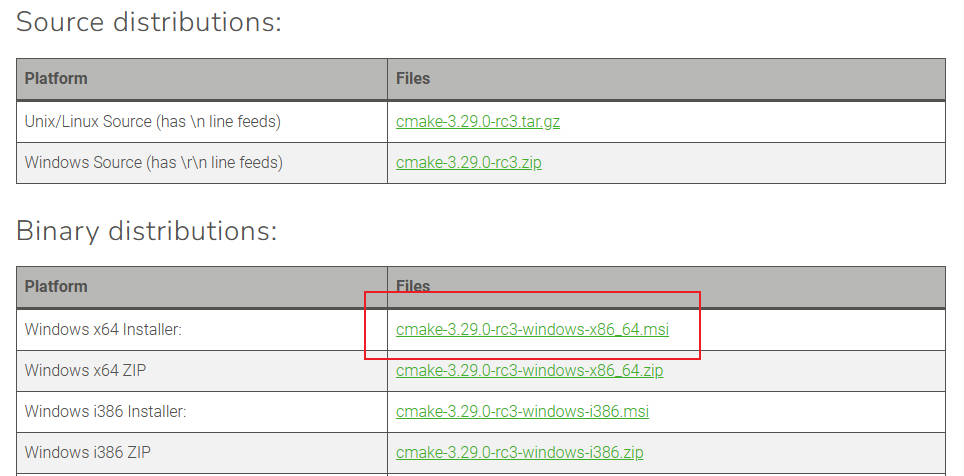 Source distributions:
Platform Files
Unix/Linux Source (has \n line feeds) cmake-3.29.0-rc3.tar.gz
Windows Source (has \r\n line feeds) cmake-3.29.0-rc3.zip
Binary distributions:
Platform Files
Windows x64 Installer: cmake-3.29.0-rc3-windows-x86_64.msi
Windows x64 ZIP cmake-3.29.0-rc3-windows-x86_64.zip
Windows i386 Installer: cmake-3.29.0-rc3-windows-i386.msi
Windows i386 ZIP cmake-3.29.0-rc3-windows-i386.zip